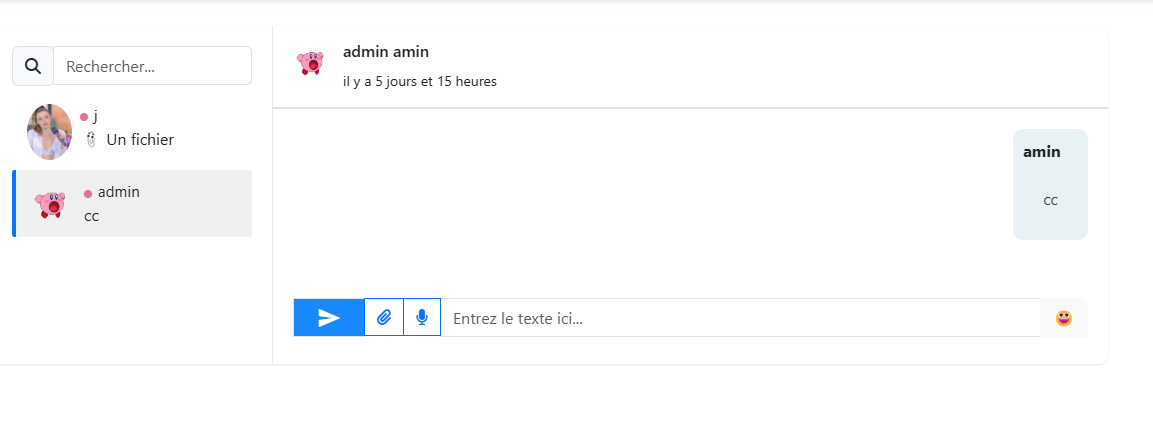 Rechercher...
j
Un fichier
admin
cc
admin amin
il y a 5 jours et 15 heures
amin
cc
Entrez le texte ici...